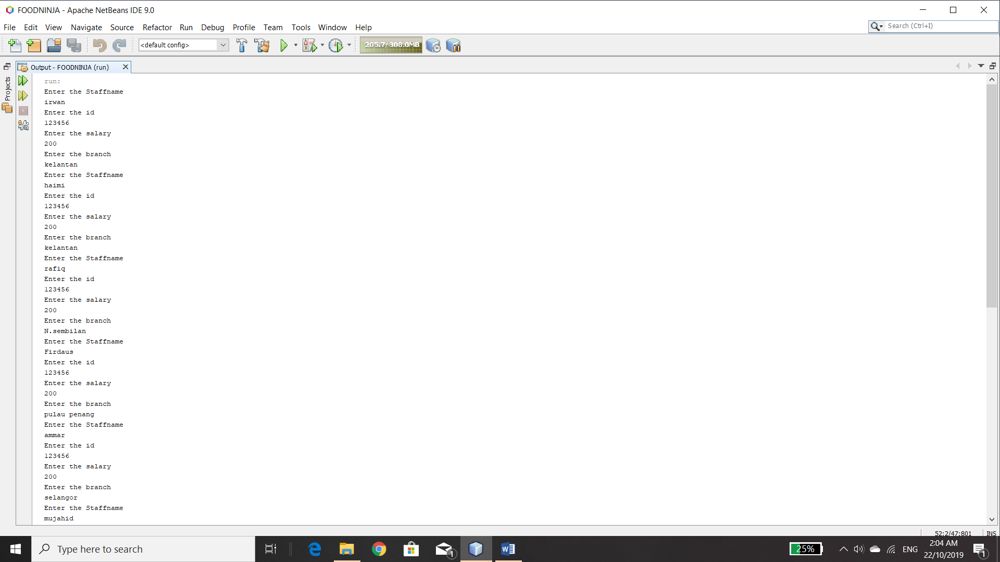 FOODNINJA - Apache NetBeans IDE 9.0
File Edit View Navigate Source Refactor Run Debug Profile Team Tools Window Help
Search (Ctrl+I)
<default config>
205.7/308.0MB
Output - FOODNINJA (run)
Projects
run:
Enter the Staffname
irwan
Enter the id
123456
Enter the salary
200
Enter the branch
kelantan
Enter the Staffname
haimi
Enter the id
123456
Enter the salary
200
Enter the branch
kelantan
Enter the Staffname
rafiq
Enter the id
123456
Enter the salary
200
Enter the branch
N.sembilan
Enter the Staffname
Firdaus
Enter the id
123456
Enter the salary
200
Enter the branch
pulau penang
Enter the Staffname
ammar
Enter the id
123456
Enter the salary
200
Enter the branch
selangor
Enter the Staffname
mujahid
52:2/47:801 INS
Type here to search
1
25%
ENG
2:04 AM
22/10/2019
1